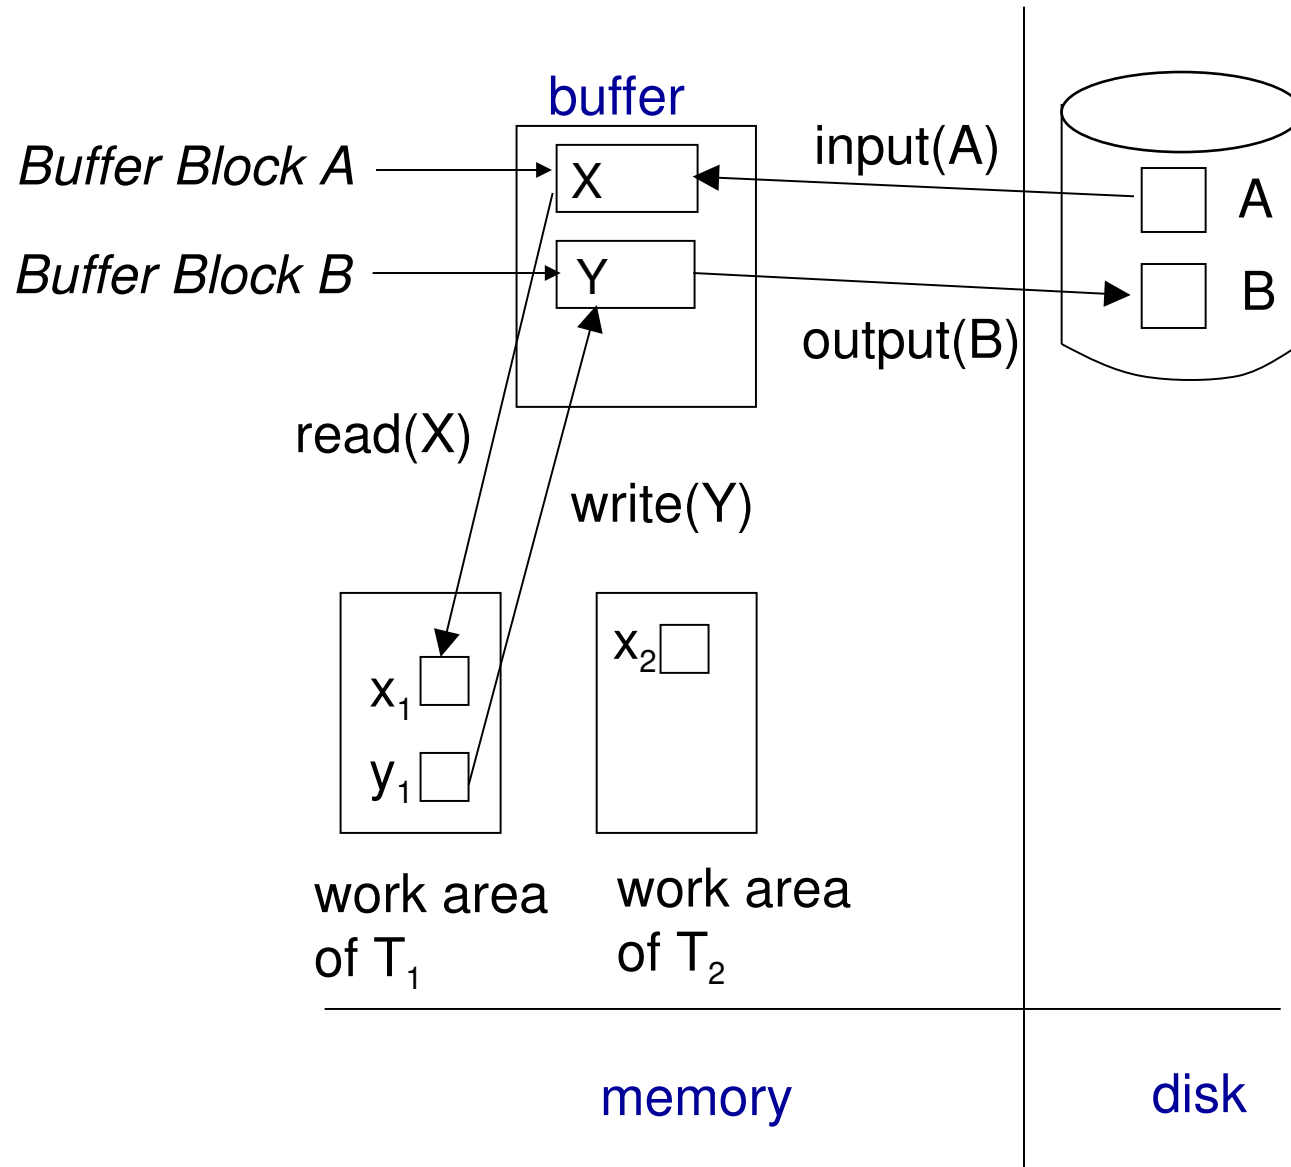 buffer
Buffer Block A
X
input(A)
A
Buffer Block B
Y
B
output(B)
read(X)
write(Y)
x₁
y₁
x₂
work area
of T₁
work area
of T₂
memory
disk